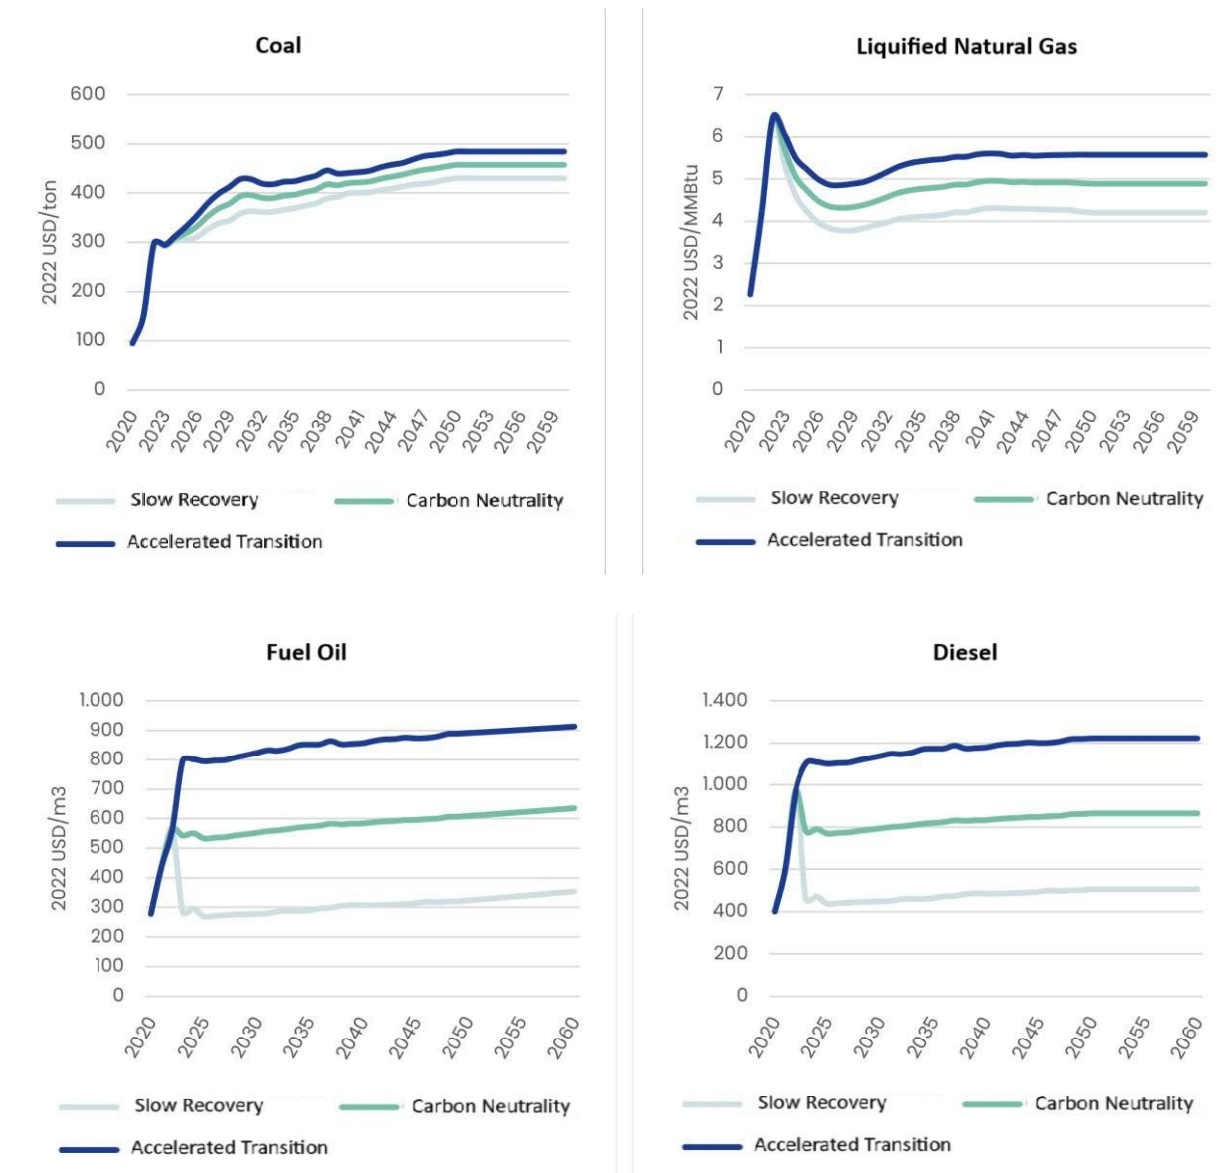 Coal
2022 USD/ton
600
500
400
300
200
100
0
2020 2023 2026 2029 2032 2035 2038 2041 2044 2047 2050 2053 2056 2059
Slow Recovery
Carbon Neutrality
Accelerated Transition
Liquified Natural Gas
2022 USD/MMBtu
7
6
5
4
3
2
1
0
2020 2023 2026 2029 2032 2035 2038 2041 2044 2047 2050 2053 2056 2059
Slow Recovery
Carbon Neutrality
Accelerated Transition
Fuel Oil
2022 USD/m3
1.000
900
800
700
600
500
400
300
200
100
0
2020 2025 2030 2035 2040 2045 2050 2055 2060
Slow Recovery
Carbon Neutrality
Accelerated Transition
Diesel
2022 USD/m3
1.400
1.200
1.000
800
600
400
200
0
2020 2025 2030 2035 2040 2045 2050 2055 2060
Slow Recovery
Carbon Neutrality
Accelerated Transition